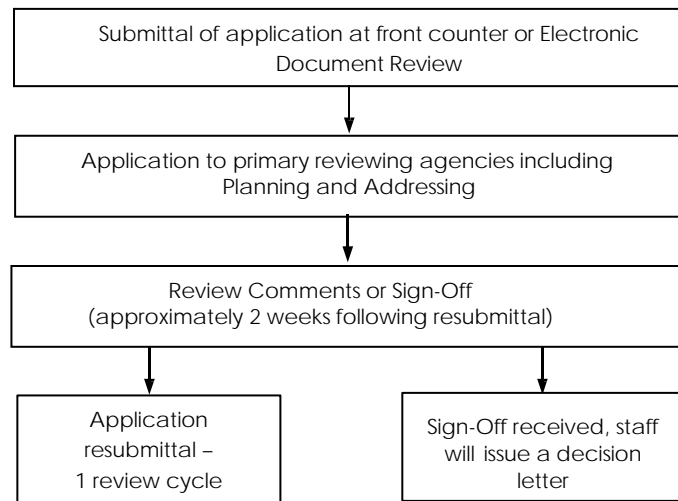 Submittal of application at front counter or Electronic
Document Review
Application to primary reviewing agencies including
Planning and Addressing
Review Comments or Sign-Off
(approximately 2 weeks following resubmittal)
Application
resubmittal –
1 review cycle
Sign-Off received, staff
will issue a decision
letter